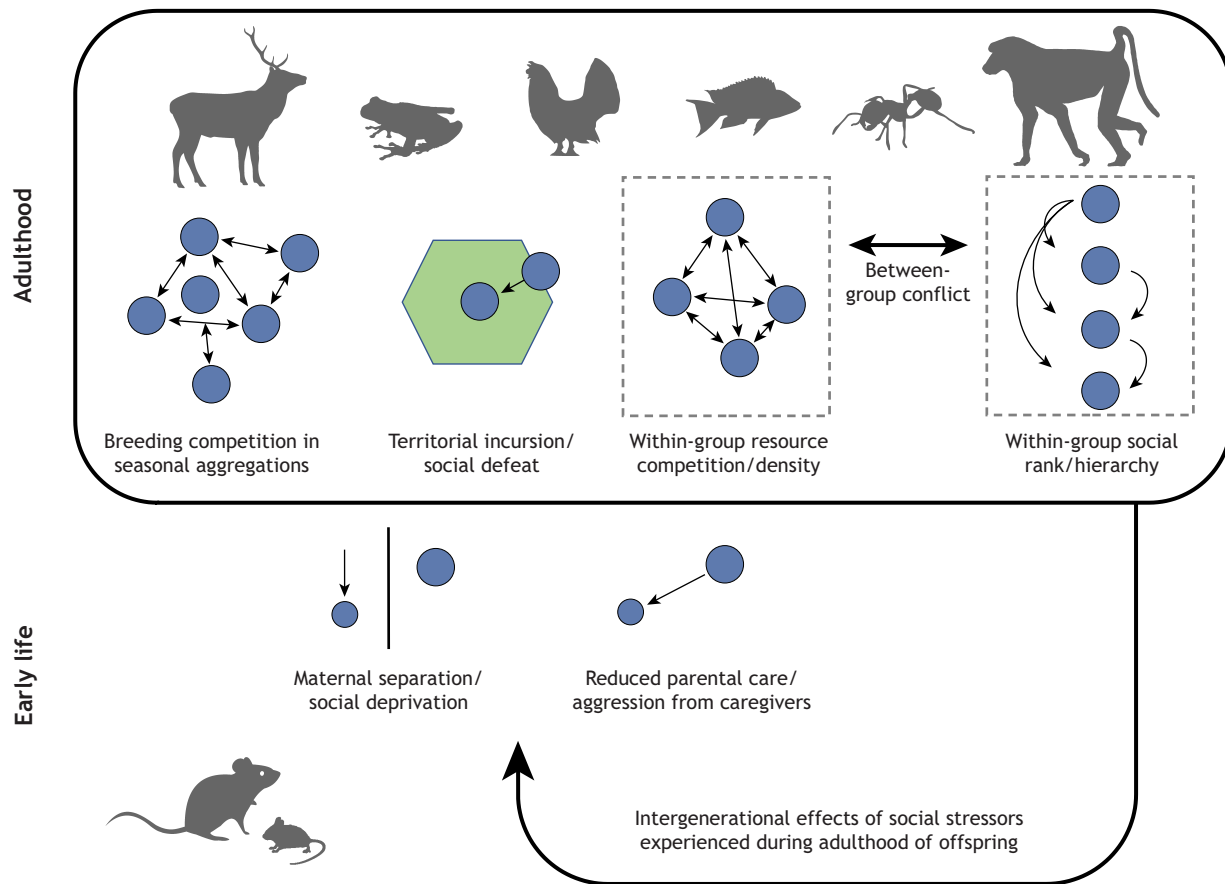 Adulthood
Between-
group conflict
Breeding competition in
seasonal aggregations
Territorial incursion/
social defeat
Within-group resource
competition/density
Within-group social
rank/hierarchy
Early life
Maternal separation/
social deprivation
Reduced parental care/
aggression from caregivers
Intergenerational effects of social stressors
experienced during adulthood of offspring